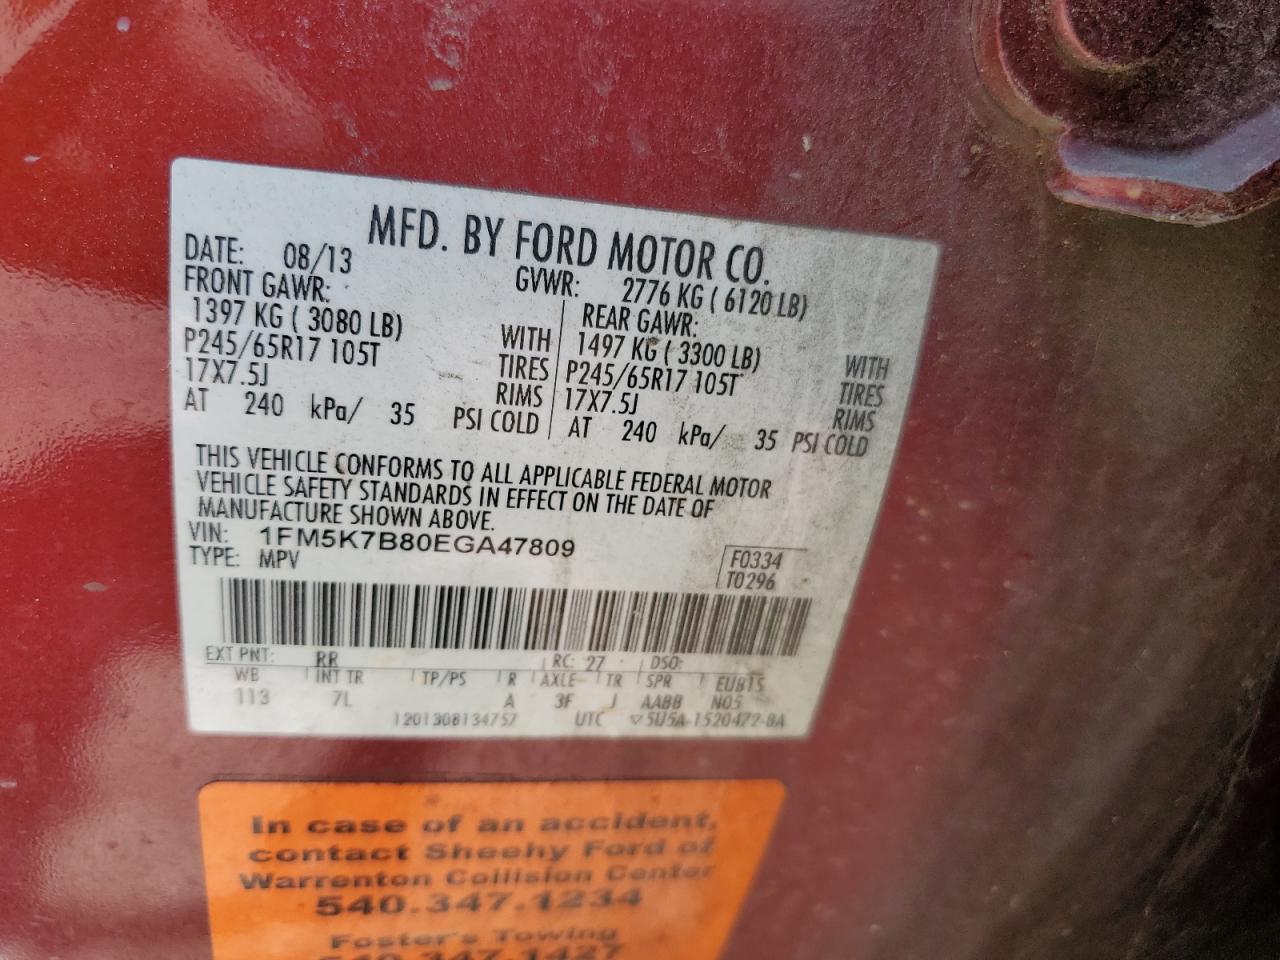 MFD. BY FORD MOTOR CO.
DATE: 08/13 GVWR: 2776 KG ( 6120 LB)
FRONT GAWR: REAR GAWR:
1397 KG ( 3080 LB) WITH 1497 KG ( 3300 LB) WITH
P245/65R17 105T TIRES P245/65R17 105T TIRES
17X7.5J RIMS 17X7.5J RIMS
AT 240 kPa/ 35 PSI COLD AT 240 kPa/ 35 PSI COLD
THIS VEHICLE CONFORMS TO ALL APPLICABLE FEDERAL MOTOR
VEHICLE SAFETY STANDARDS IN EFFECT ON THE DATE OF
MANUFACTURE SHOWN ABOVE.
VIN: 1FM5K7B80EGA47809
TYPE: MPV F0334
T0296
EXT PNT: RR RC: 27 DSO:
WB INT TR TP/PS R AXLE TR SPR EUB15
113 7L A 3F J AABB N05
1201308134757 UTC ▽5U5A-1520472-BA
In case of an accident,
contact Sheehy Ford of
Warrenton Collision Center
540.347.1234
Foster's Towing
540.347.1427